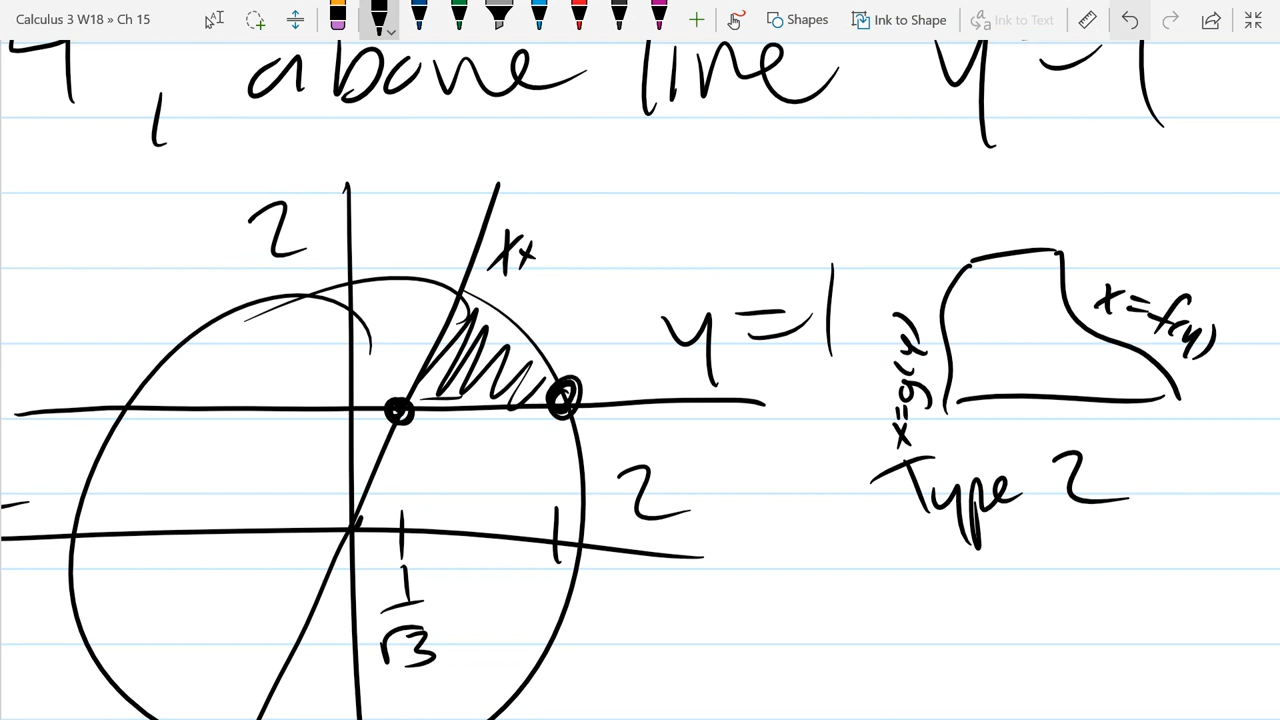 Calculus 3 W18 » Ch 15
Shapes
Ink to Shape
Ink to Text
4, above line y=1
2
y=1
x=g(y)
x=f(y)
2
Type 2
1
√3